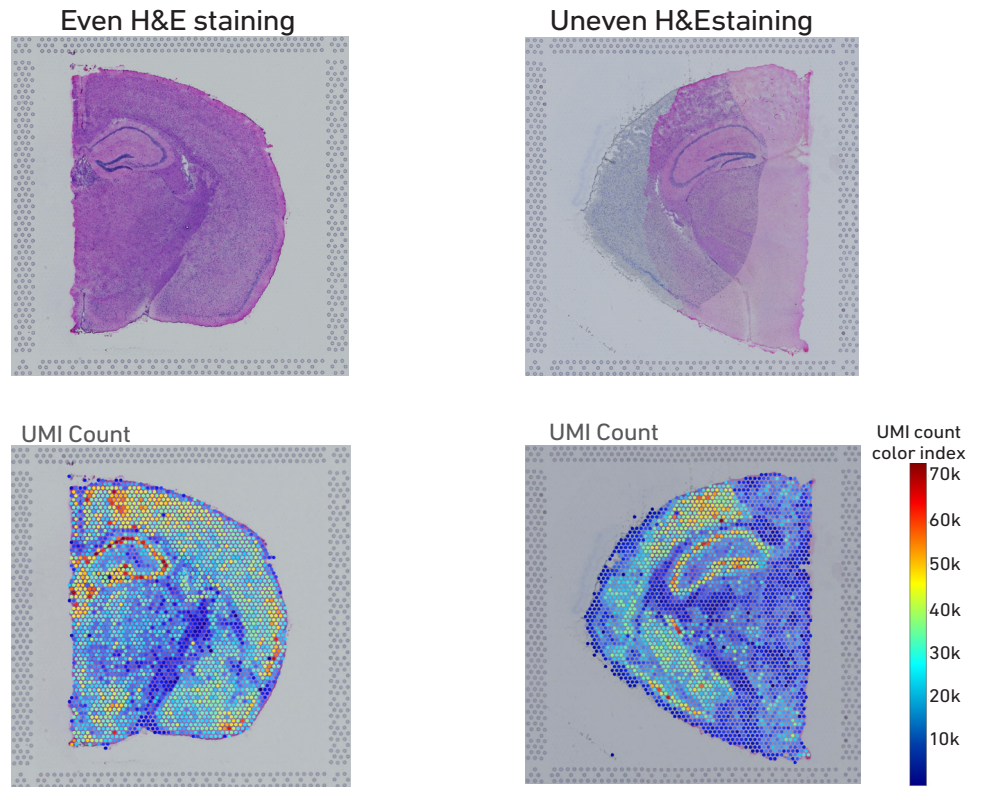 Even H&E staining
Uneven H&Estaining
UMI Count
UMI Count
UMI count
color index
70k
60k
50k
40k
30k
20k
10k